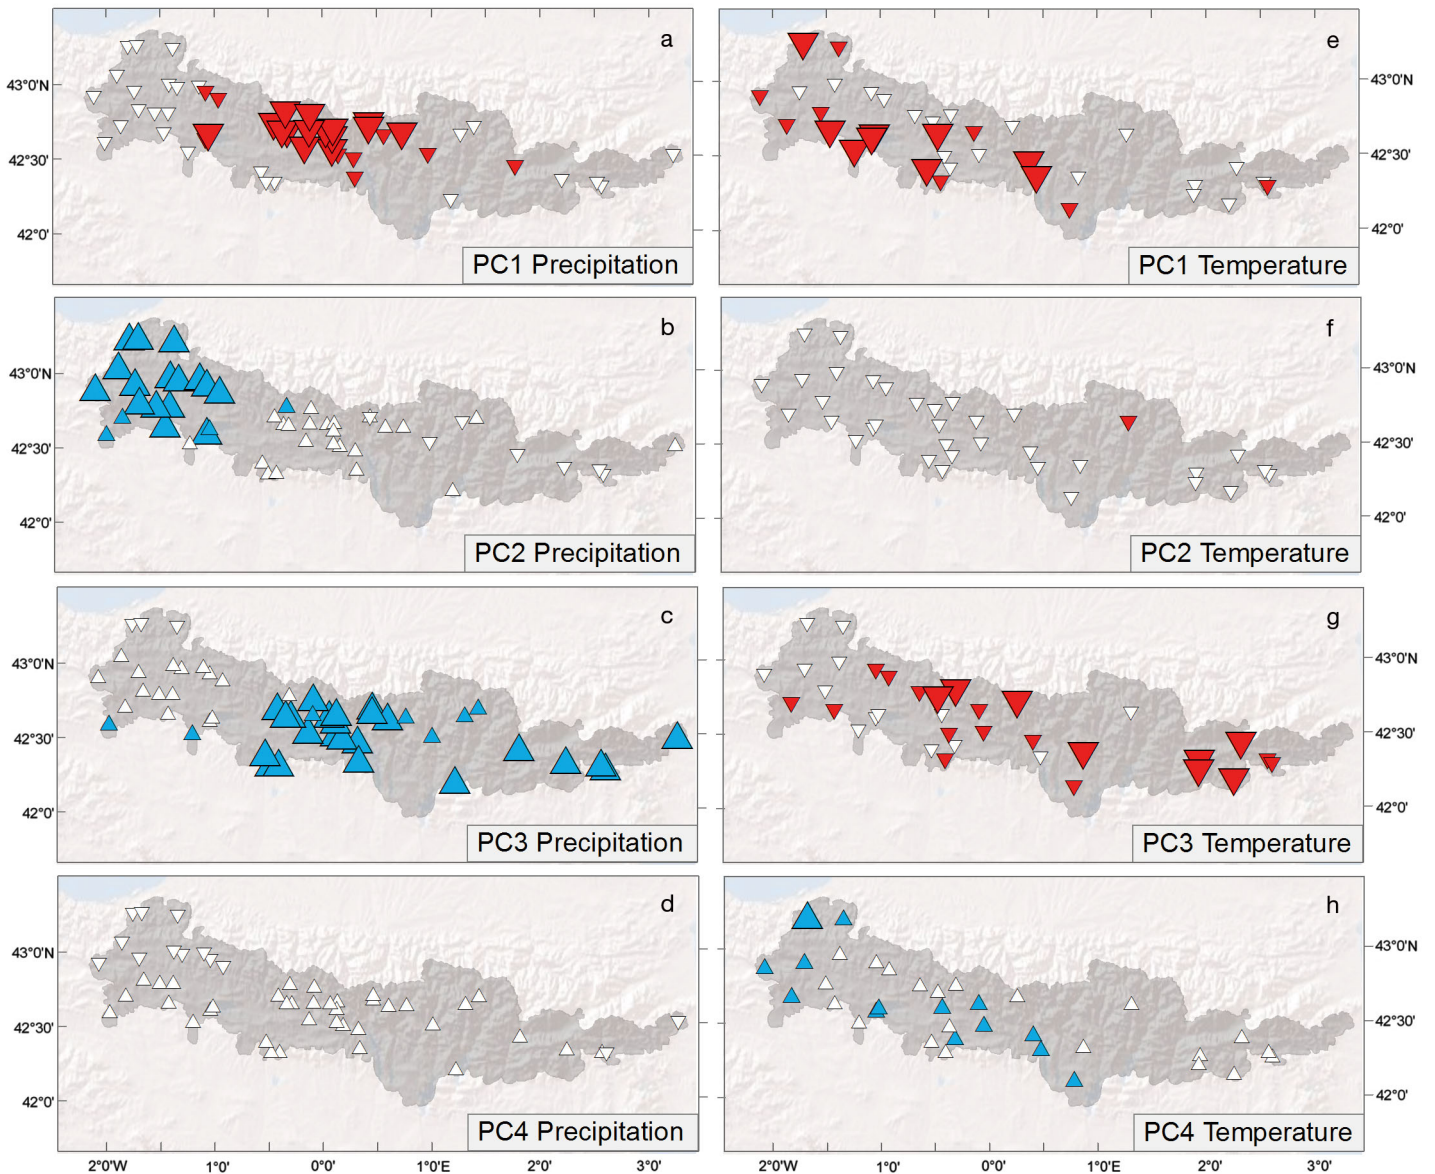 a
43°0'N
42°30'
42°0'
PC1 Precipitation
e
43°0'N
42°30'
42°0'
PC1 Temperature
b
43°0'N
42°30'
42°0'
PC2 Precipitation
f
43°0'N
42°30'
42°0'
PC2 Temperature
c
43°0'N
42°30'
42°0'
PC3 Precipitation
g
43°0'N
42°30'
42°0'
PC3 Temperature
d
43°0'N
42°30'
42°0'
PC4 Precipitation
h
43°0'N
42°30'
42°0'
PC4 Temperature
2°0'W 1°0' 0°0' 1°0'E 2°0' 3°0'
2°0'W 1°0' 0°0' 1°0'E 2°0' 3°0'